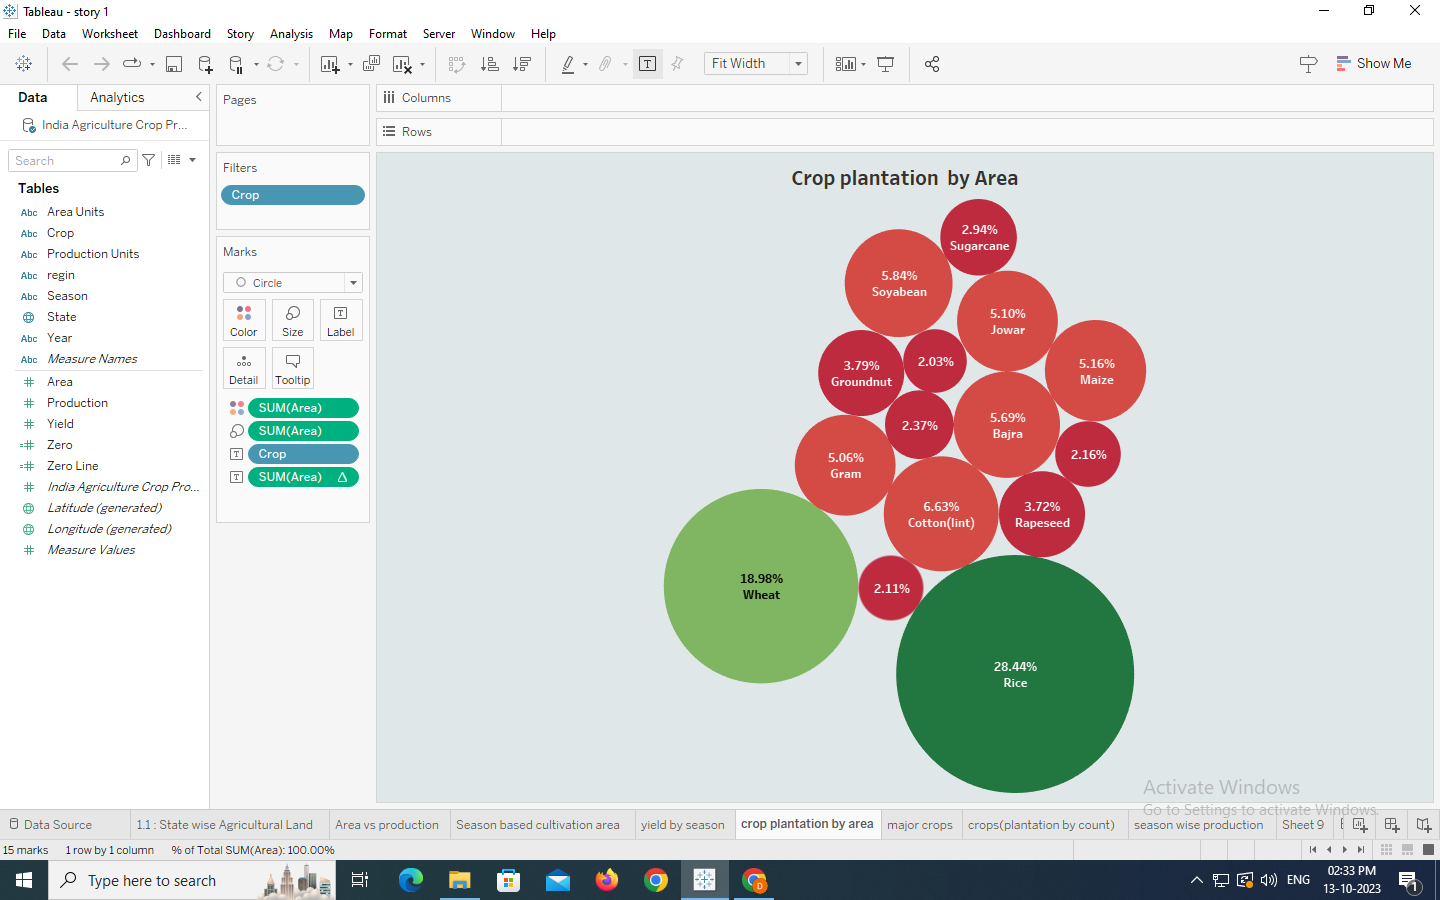 Tableau - story 1
File Data Worksheet Dashboard Story Analysis Map Format Server Window Help
Fit Width
Show Me
Data Analytics
India Agriculture Crop Pr...
Search
Tables
Abc Area Units
Abc Crop
Abc Production Units
Abc regin
Abc Season
State
Abc Year
Abc Measure Names
Area
Production
Yield
Zero
Zero Line
India Agriculture Crop Pro...
Latitude (generated)
Longitude (generated)
Measure Values
Pages
Filters
Crop
Marks
Circle
Color Size Label
Detail Tooltip
SUM(Area)
SUM(Area)
Crop
SUM(Area)
Columns
Rows
Crop plantation by Area
2.94%
Sugarcane
5.84%
Soyabean
5.10%
Jowar
5.16%
Maize
3.79%
Groundnut
2.03%
2.37%
5.69%
Bajra
2.16%
5.06%
Gram
6.63%
Cotton(lint)
3.72%
Rapeseed
18.98%
Wheat
2.11%
28.44%
Rice
Activate Windows
Go to Settings to activate Windows.
Data Source 1.1 : State wise Agricultural Land Area vs production Season based cultivation area yield by season crop plantation by area major crops crops(plantation by count) season wise production Sheet 9
15 marks 1 row by 1 column % of Total SUM(Area): 100.00%
Type here to search
D
ENG
02:33 PM
13-10-2023
1